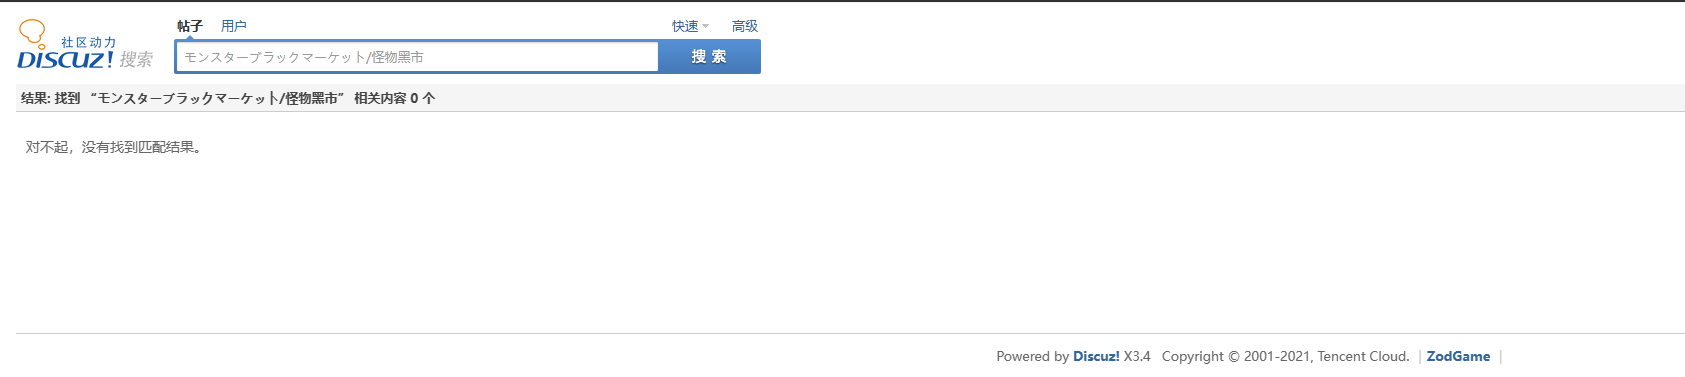 帖子 用户 快速 高级
社区动力
DISCUZ! 搜索
モンスターブラックマーケット/怪物黑市 搜索
结果: 找到 “モンスターブラックマーケット/怪物黑市” 相关内容 0 个
对不起，没有找到匹配结果。
Powered by Discuz! X3.4 Copyright © 2001-2021, Tencent Cloud. | ZodGame |